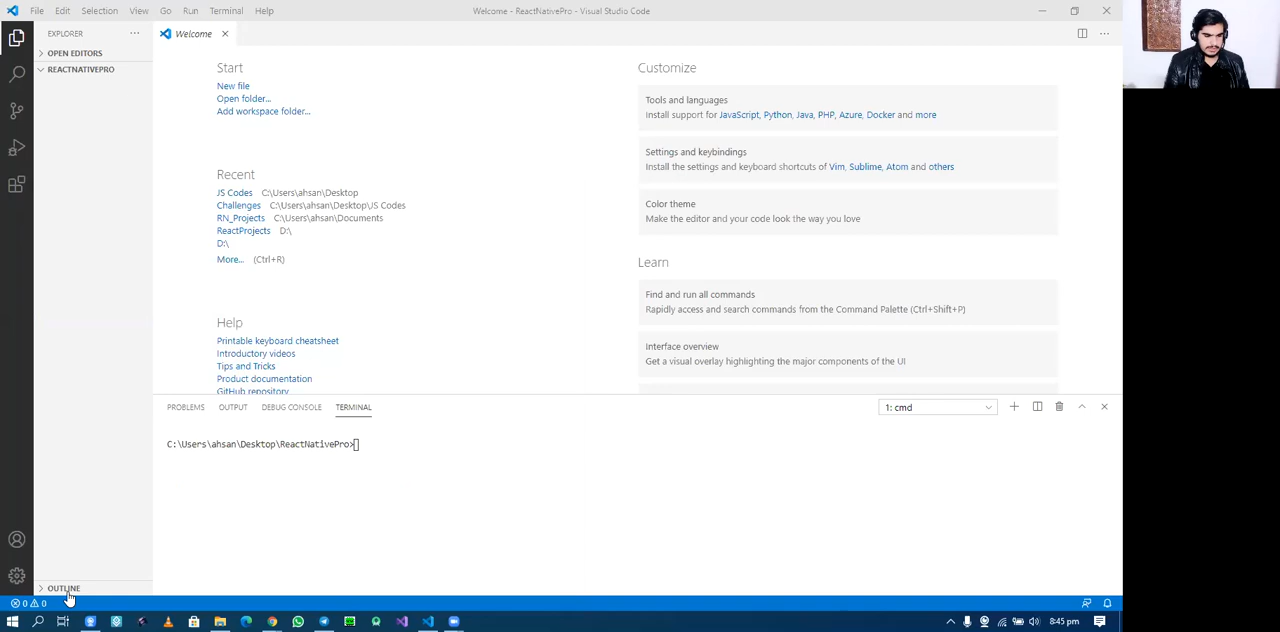 File Edit Selection View Go Run Terminal Help
Welcome - ReactNativePro - Visual Studio Code
EXPLORER
OPEN EDITORS
REACTNATIVEPRO
OUTLINE
Welcome
Start
New file
Open folder...
Add workspace folder...
Recent
JS Codes C:\Users\ahsan\Desktop
Challenges C:\Users\ahsan\Desktop\JS Codes
RN_Projects C:\Users\ahsan\Documents
ReactProjects D:\
D:\
More... (Ctrl+R)
Help
Printable keyboard cheatsheet
Introductory videos
Tips and Tricks
Product documentation
GitHub repository
Customize
Tools and languages
Install support for JavaScript, Python, Java, PHP, Azure, Docker and more
Settings and keybindings
Install the settings and keyboard shortcuts of Vim, Sublime, Atom and others
Color theme
Make the editor and your code look the way you love
Learn
Find and run all commands
Rapidly access and search commands from the Command Palette (Ctrl+Shift+P)
Interface overview
Get a visual overlay highlighting the major components of the UI
PROBLEMS OUTPUT DEBUG CONSOLE TERMINAL
1: cmd
C:\Users\ahsan\Desktop\ReactNativePro>
0 0
8:45 pm